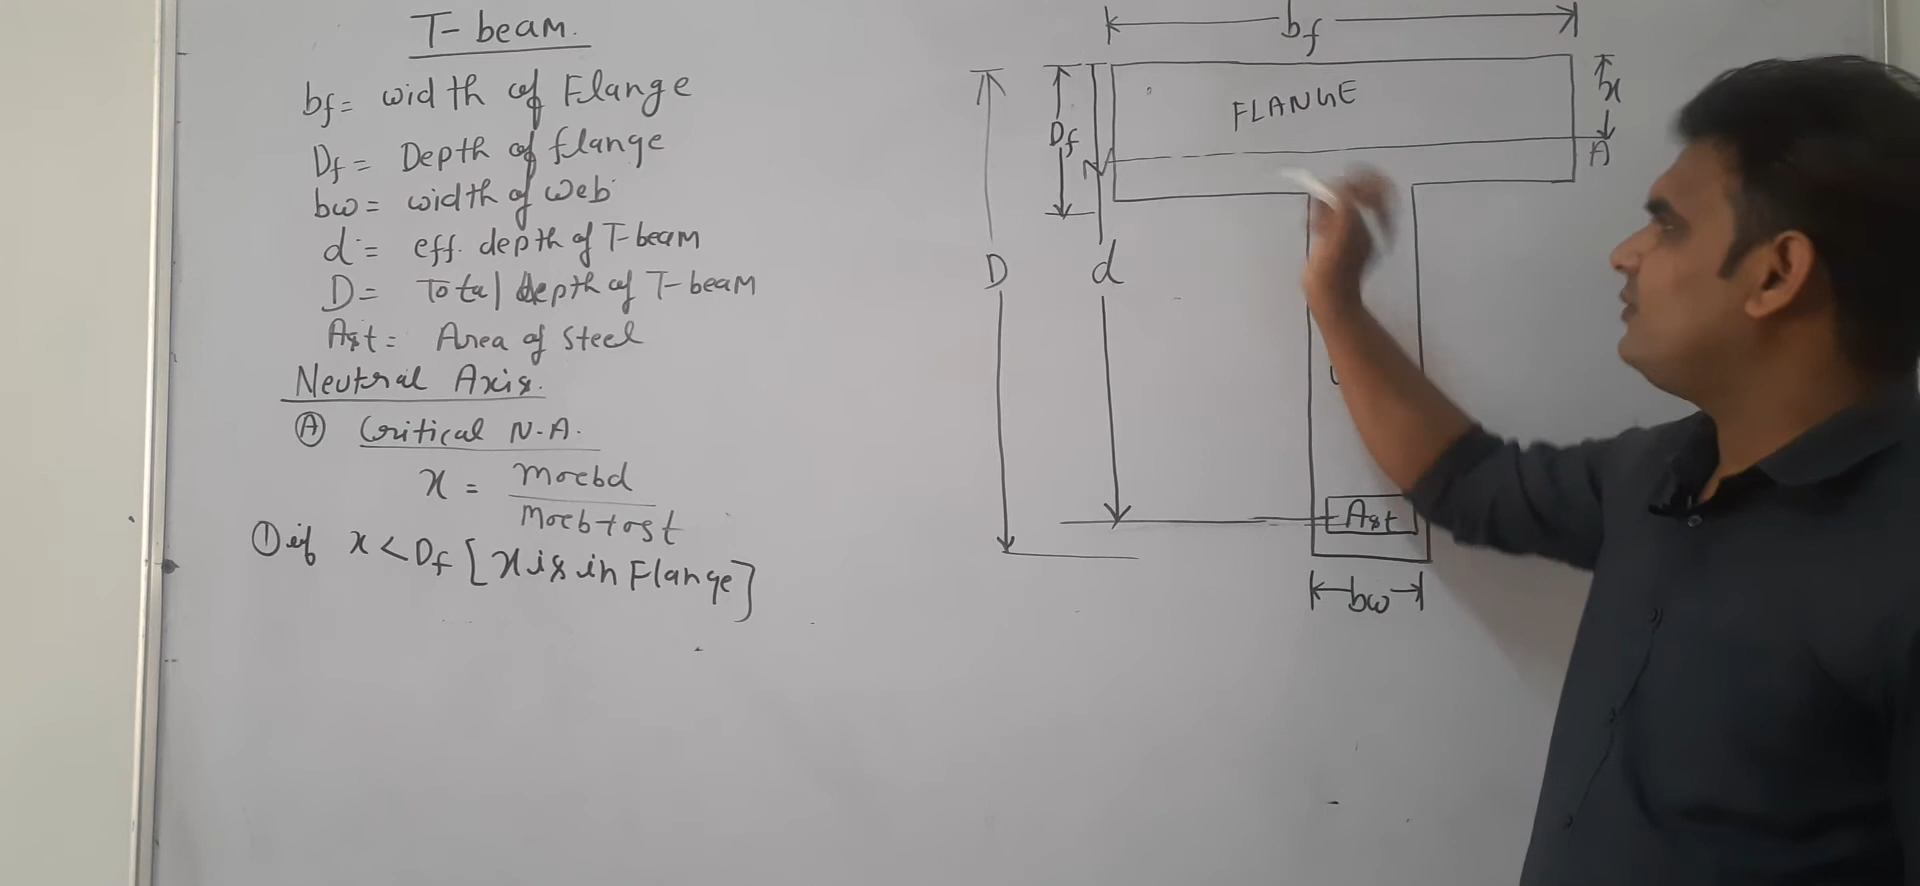 T-beam.
bf = width of Flange
Df = Depth of flange
bw = width of web
d = eff. depth of T-beam
D = Total depth of T-beam
Ast = Area of steel
Neutral Axis.
Ⓐ Critical N.A.
x = mσcbd / mσcb+σst
① if x < Df [x is in Flange]
bf
FLANGE
x
Df
N
A
D
d
Ast
bw